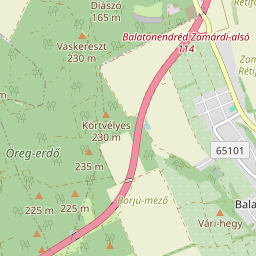 Diászó
165 m
Vaskereszt
230 m
Balatonendréd Zamárdi-alsó
114
Körtvélyes
230 m
Öreg-erdő
65101
235 m
225 m
225 m
Borjú-mező
Vári-hegy